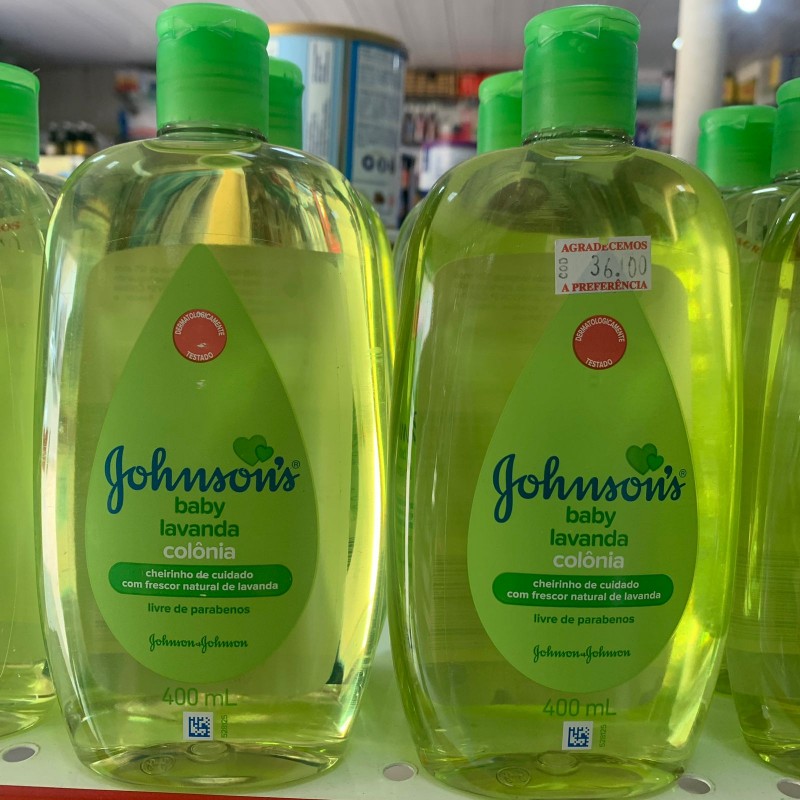 DERMATOLOGICAMENTE
TESTADO
Johnson's®
baby
lavanda
colônia
cheirinho de cuidado
com frescor natural de lavanda
livre de parabenos
Johnson & Johnson
400 mL
AGRADECEMOS
COD 36.00
A PREFERÊNCIA
DERMATOLOGICAMENTE
TESTADO
Johnson's®
baby
lavanda
colônia
cheirinho de cuidado
com frescor natural de lavanda
livre de parabenos
Johnson & Johnson
400 mL